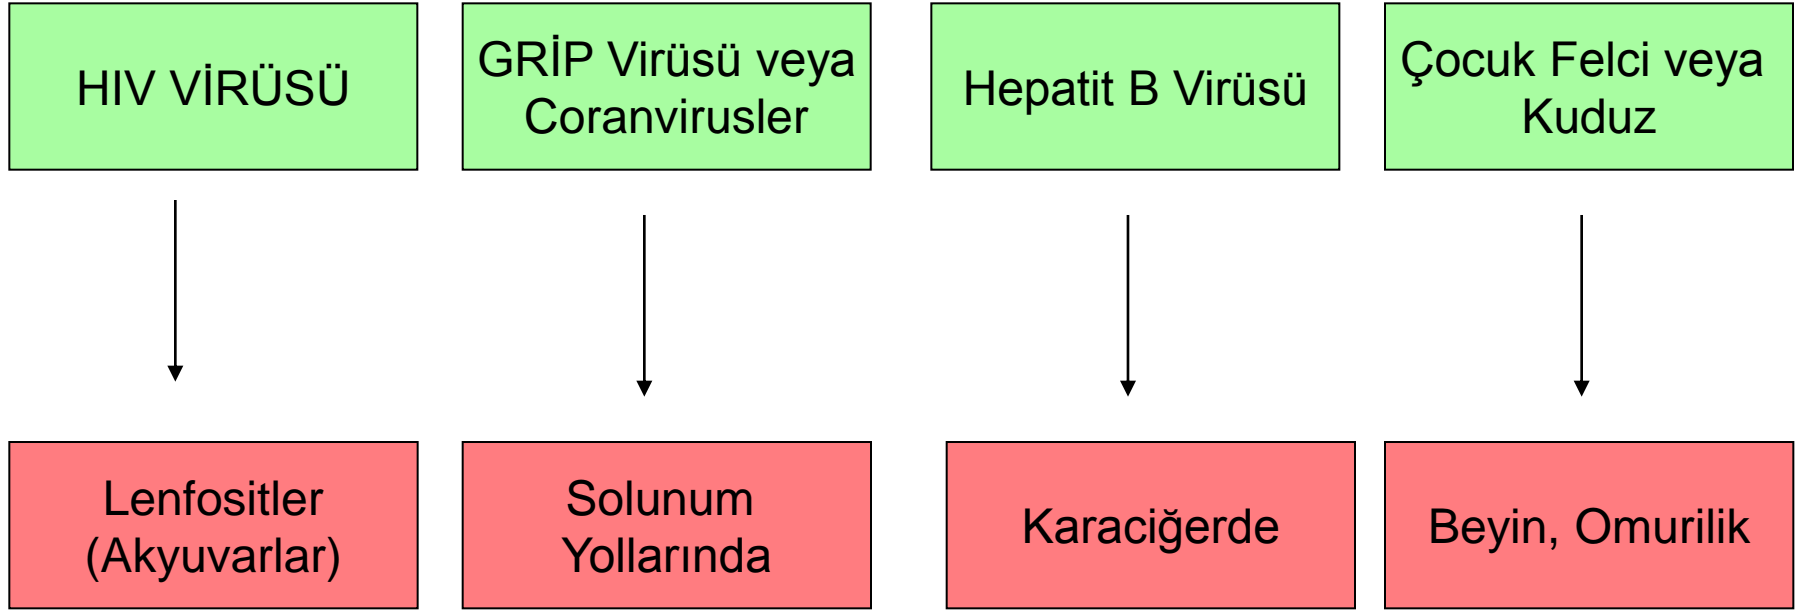 HIV VİRÜSÜ
GRİP Virüsü veya
Coranvirusler
Hepatit B Virüsü
Çocuk Felci veya
Kuduz
Lenfositler
(Akyuvarlar)
Solunum
Yollarında
Karaciğerde
Beyin, Omurilik